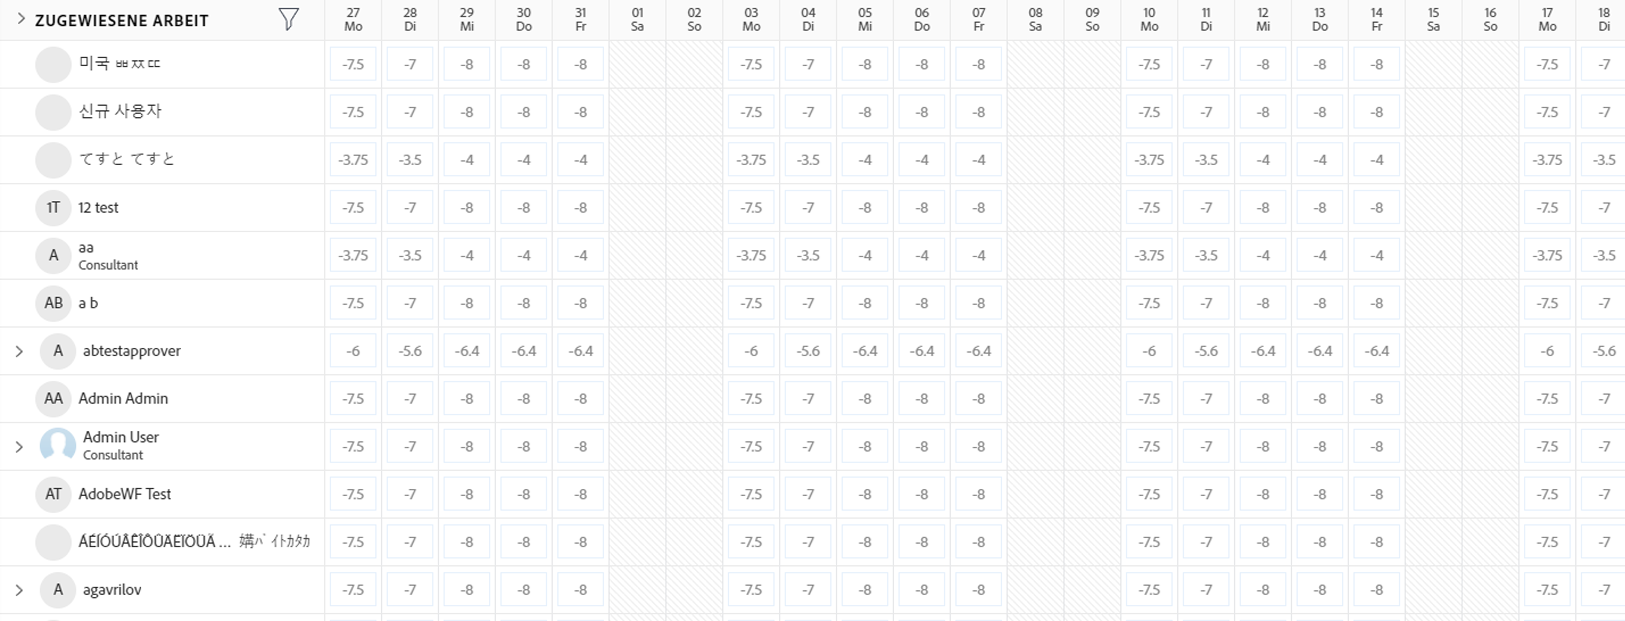 ZUGEWIESENE ARBEIT 27 28 29 30 31 01 02 03 04 05 06 07 08 09 10 11 12 13 14 15 16 17 18
Mo Di Mi Do Fr Sa So Mo Di Mi Do Fr Sa So Mo Di Mi Do Fr Sa So Mo Di
미국 ㅃㅉㄸ -7.5 -7 -8 -8 -8 -7.5 -7 -8 -8 -8 -7.5 -7 -8 -8 -8 -7.5 -7
신규 사용자 -7.5 -7 -8 -8 -8 -7.5 -7 -8 -8 -8 -7.5 -7 -8 -8 -8 -7.5 -7
てすと てすと -3.75 -3.5 -4 -4 -4 -3.75 -3.5 -4 -4 -4 -3.75 -3.5 -4 -4 -4 -3.75 -3.5
1T 12 test -7.5 -7 -8 -8 -8 -7.5 -7 -8 -8 -8 -7.5 -7 -8 -8 -8 -7.5 -7
A aa -3.75 -3.5 -4 -4 -4 -3.75 -3.5 -4 -4 -4 -3.75 -3.5 -4 -4 -4 -3.75 -3.5
Consultant
AB a b -7.5 -7 -8 -8 -8 -7.5 -7 -8 -8 -8 -7.5 -7 -8 -8 -8 -7.5 -7
A abtestapprover -6 -5.6 -6.4 -6.4 -6.4 -6 -5.6 -6.4 -6.4 -6.4 -6 -5.6 -6.4 -6.4 -6.4 -6 -5.6
AA Admin Admin -7.5 -7 -8 -8 -8 -7.5 -7 -8 -8 -8 -7.5 -7 -8 -8 -8 -7.5 -7
Admin User -7.5 -7 -8 -8 -8 -7.5 -7 -8 -8 -8 -7.5 -7 -8 -8 -8 -7.5 -7
Consultant
AT AdobeWF Test -7.5 -7 -8 -8 -8 -7.5 -7 -8 -8 -8 -7.5 -7 -8 -8 -8 -7.5 -7
ÁÉÍÓÚÂÊÎÔÛÄËÏÖÜÃ ... 媾ﾊﾞｲﾄｶﾀｶ -7.5 -7 -8 -8 -8 -7.5 -7 -8 -8 -8 -7.5 -7 -8 -8 -8 -7.5 -7
A agavrilov -7.5 -7 -8 -8 -8 -7.5 -7 -8 -8 -8 -7.5 -7 -8 -8 -8 -7.5 -7